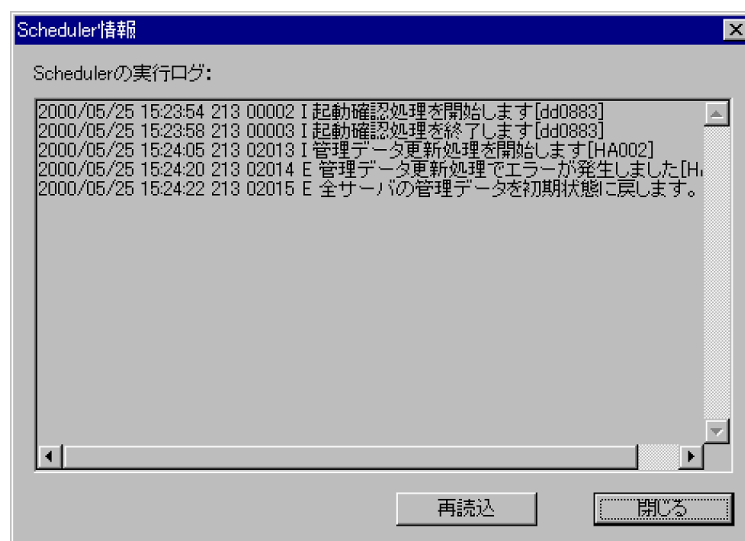 Scheduler情報
Schedulerの実行ログ:
2000/05/25 15:23:54 213 00002 I 起動確認処理を開始します[dd0883]
2000/05/25 15:23:58 213 00003 I 起動確認処理を終了します[dd0883]
2000/05/25 15:24:05 213 02013 I 管理データ更新処理を開始します[HA002]
2000/05/25 15:24:20 213 02014 E 管理データ更新処理でエラーが発生しました[H
2000/05/25 15:24:22 213 02015 E 全サーバの管理データを初期状態に戻します。
再読込
閉じる